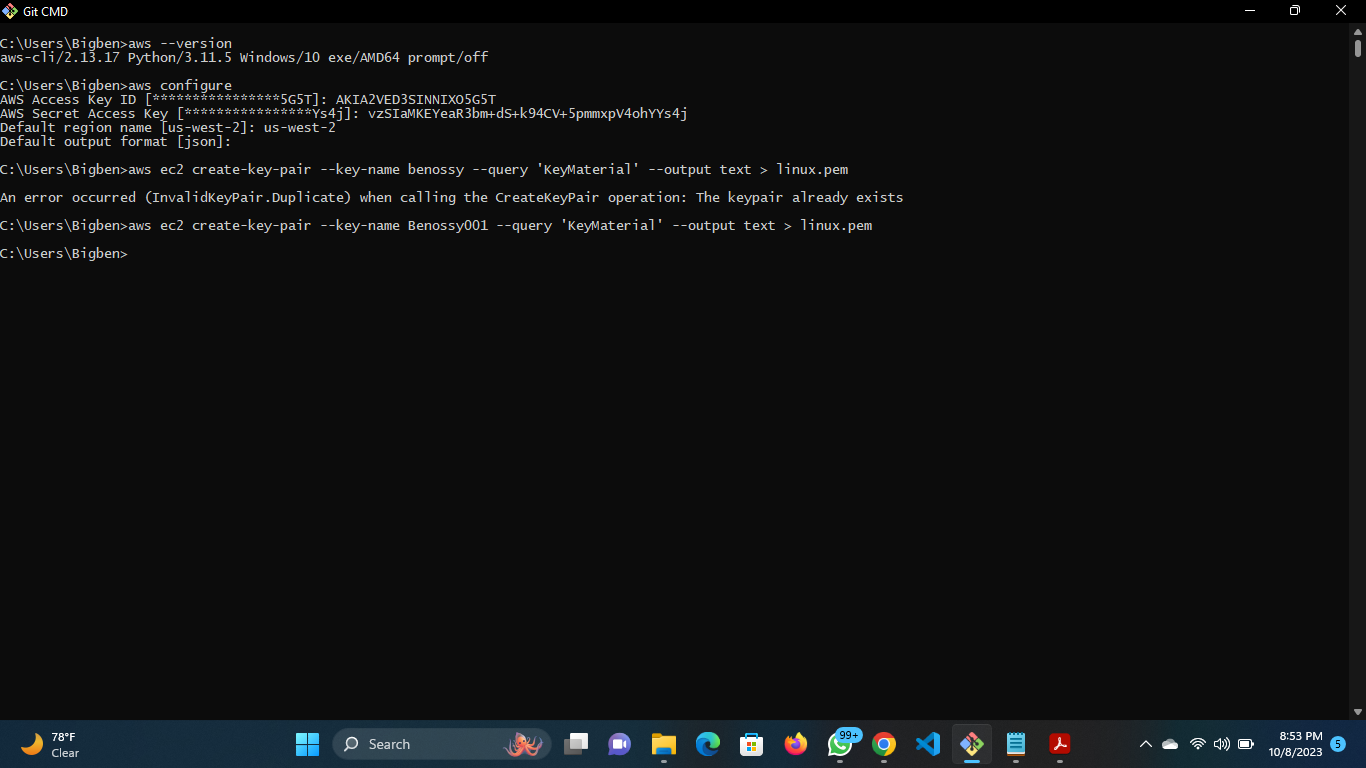 Git CMD
C:\Users\Bigben>aws --version
aws-cli/2.13.17 Python/3.11.5 Windows/10 exe/AMD64 prompt/off
C:\Users\Bigben>aws configure
AWS Access Key ID [****************5G5T]: AKIA2VED3SINNIXO5G5T
AWS Secret Access Key [****************Ys4j]: 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
Default region name [us-west-2]: us-west-2
Default output format [json]:
C:\Users\Bigben>aws ec2 create-key-pair --key-name benossy --query 'KeyMaterial' --output text > linux.pem
An error occurred (InvalidKeyPair.Duplicate) when calling the CreateKeyPair operation: The keypair already exists
C:\Users\Bigben>aws ec2 create-key-pair --key-name Benossy001 --query 'KeyMaterial' --output text > linux.pem
C:\Users\Bigben>
78°F
Clear
Search
99+
8:53 PM
10/8/2023
5